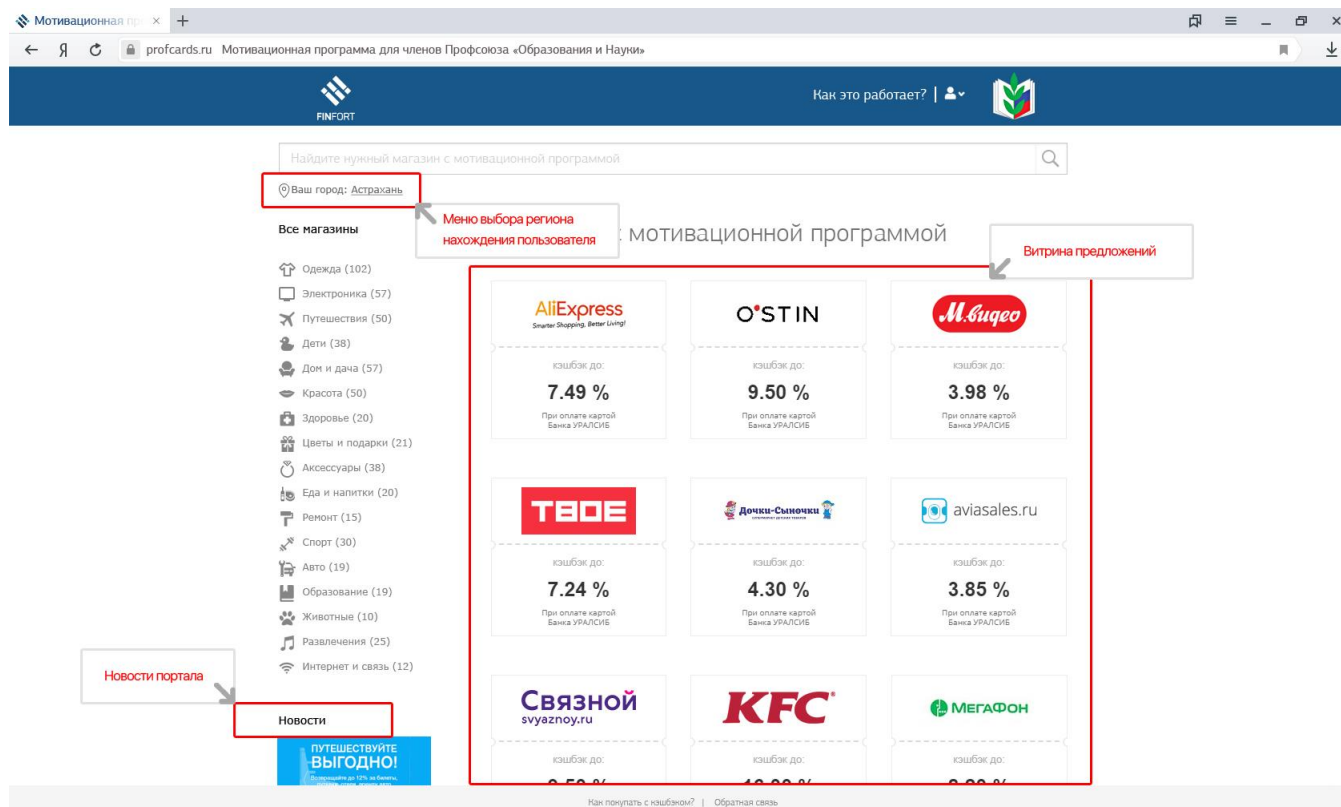 Мотивационная пр
profcards.ru Мотивационная программа для членов Профсоюза «Образования и Науки»
FINFORT
Как это работает? |
Найдите нужный магазин с мотивационной программой
Ваш город: Астрахань
Меню выбора региона
нахождения пользователя
Все магазины
с мотивационной программой
Витрина предложений
Одежда (102)
Электроника (57)
Путешествия (50)
Дети (38)
Дом и дача (57)
Красота (50)
Здоровье (20)
Цветы и подарки (21)
Аксессуары (38)
Еда и напитки (20)
Ремонт (15)
Спорт (30)
Авто (19)
Образование (19)
Животные (10)
Развлечения (25)
Интернет и связь (12)
Новости портала
Новости
ПУТЕШЕСТВУЙТЕ
ВЫГОДНО!
Возвращайте до 12% за билеты,
AliExpress
Smarter Shopping, Better Living!
кэшбэк до:
7.49 %
При оплате картой
Банка УРАЛСИБ
O'STIN
кэшбэк до:
9.50 %
При оплате картой
Банка УРАЛСИБ
М.видео
кэшбэк до:
3.98 %
При оплате картой
Банка УРАЛСИБ
ТВОЕ
кэшбэк до:
7.24 %
При оплате картой
Банка УРАЛСИБ
Дочки-Сыночки
кэшбэк до:
4.30 %
При оплате картой
Банка УРАЛСИБ
aviasales.ru
кэшбэк до:
3.85 %
При оплате картой
Банка УРАЛСИБ
Связной
svyaznoy.ru
кэшбэк до:
KFC
кэшбэк до:
МЕГАФОН
кэшбэк до:
Как покупать с кэшбэком? | Обратная связь